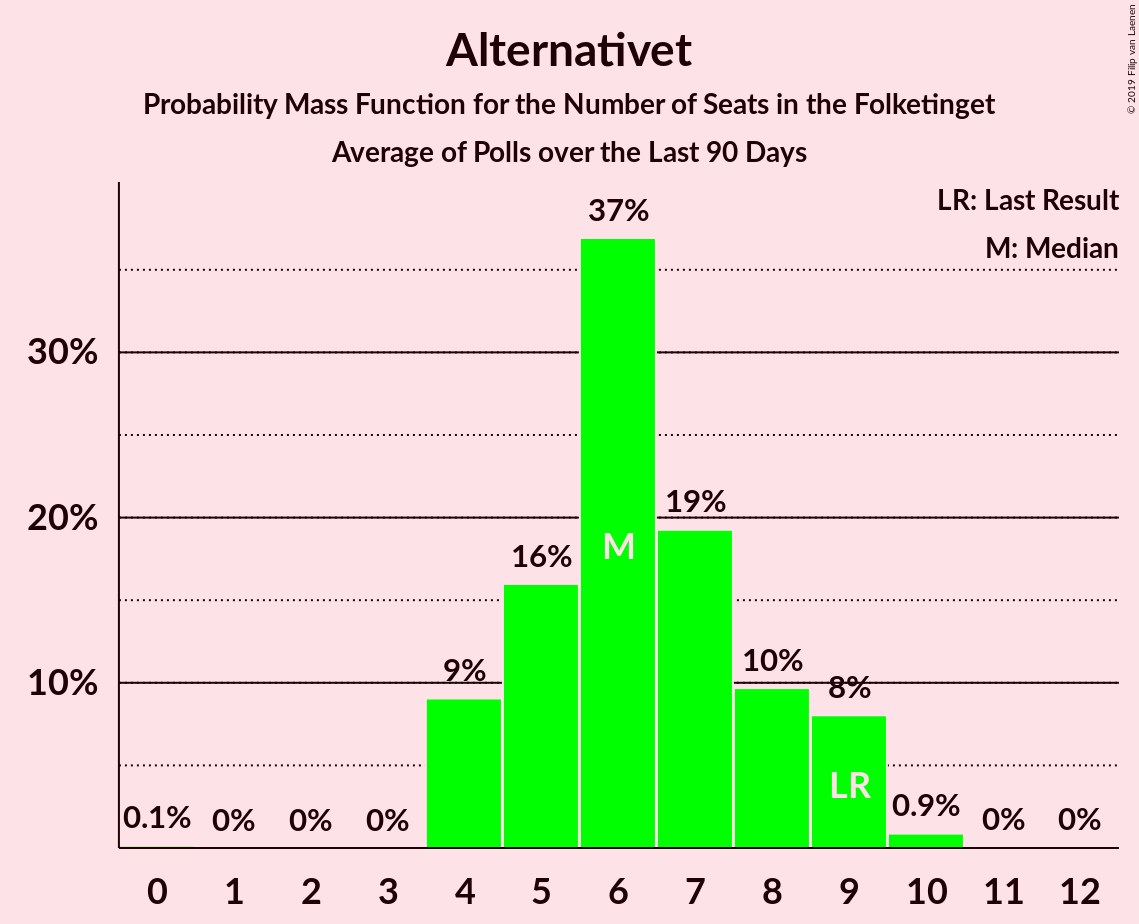 Alternativet
Probability Mass Function for the Number of Seats in the Folketinget
Average of Polls over the Last 90 Days
© 2019 Filip van Laenen
LR: Last Result
M: Median
37%
30%
19%
20%
M
16%
10%
9%
10%
8%
LR
0.1%
0%
0%
0%
0.9%
0%
0%
0 1 2 3 4 5 6 7 8 9 10 11 12